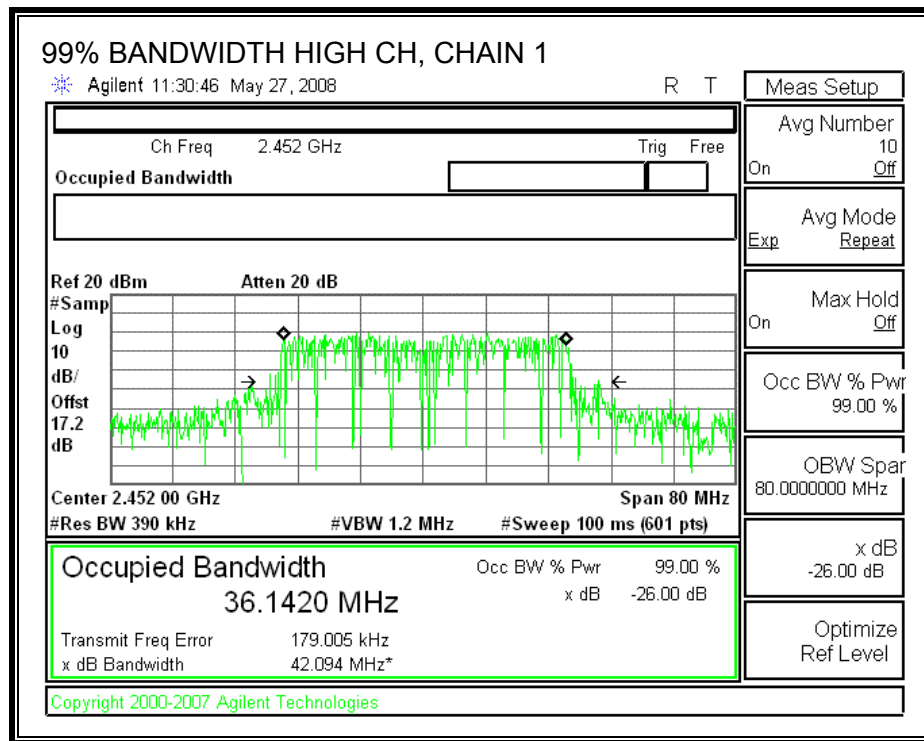 99% BANDWIDTH HIGH CH, CHAIN 1
Agilent 11:30:46 May 27, 2008 R T
Meas Setup
Ch Freq 2.452 GHz Trig Free
Occupied Bandwidth
Avg Number
10
On Off
Avg Mode
Exp Repeat
Ref 20 dBm Atten 20 dB
#Samp
Log
10
dB/
Offst
17.2
dB
Max Hold
On Off
Occ BW % Pwr
99.00 %
Center 2.452 00 GHz Span 80 MHz
#Res BW 390 kHz #VBW 1.2 MHz #Sweep 100 ms (601 pts)
OBW Span
80.0000000 MHz
Occupied Bandwidth Occ BW % Pwr 99.00 %
36.1420 MHz x dB -26.00 dB
Transmit Freq Error 179.005 kHz
x dB Bandwidth 42.094 MHz*
x dB
-26.00 dB
Optimize
Ref Level
Copyright 2000-2007 Agilent Technologies